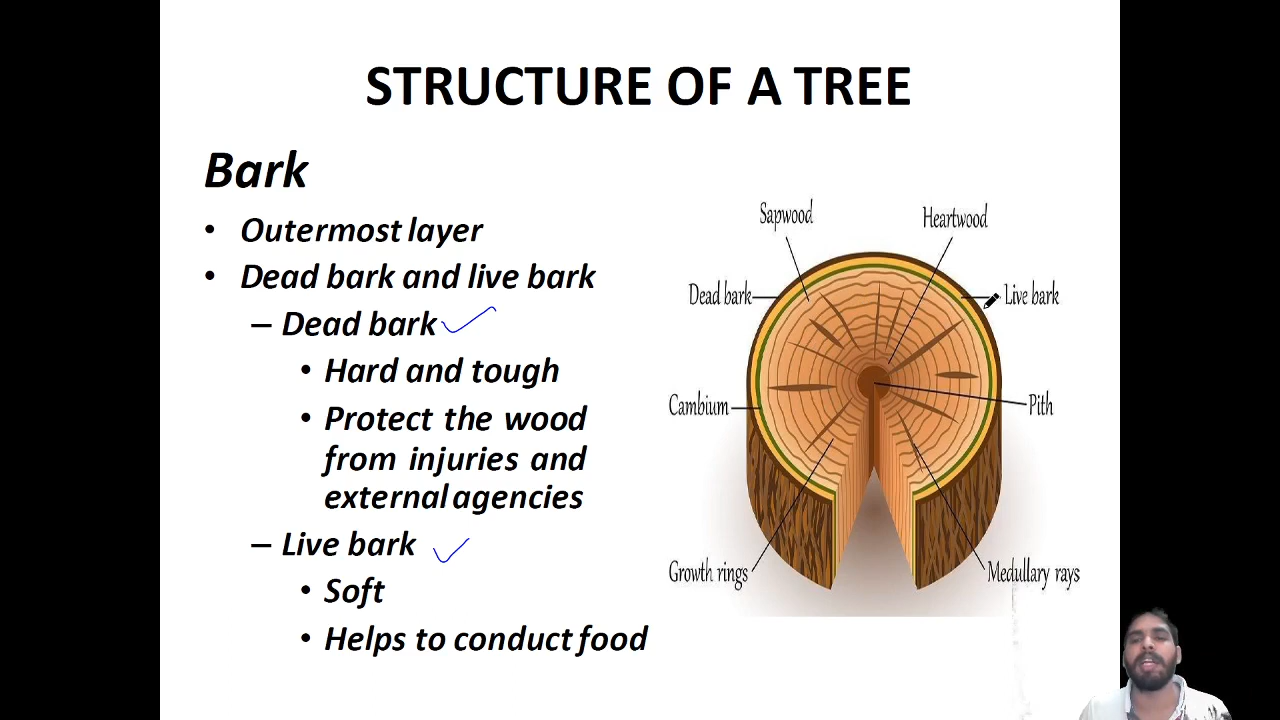 STRUCTURE OF A TREE
Bark
• Outermost layer
• Dead bark and live bark
– Dead bark
• Hard and tough
• Protect the wood
from injuries and
external agencies
– Live bark
• Soft
• Helps to conduct food
Sapwood
Heartwood
Dead bark
Live bark
Cambium
Pith
Growth rings
Medullary rays